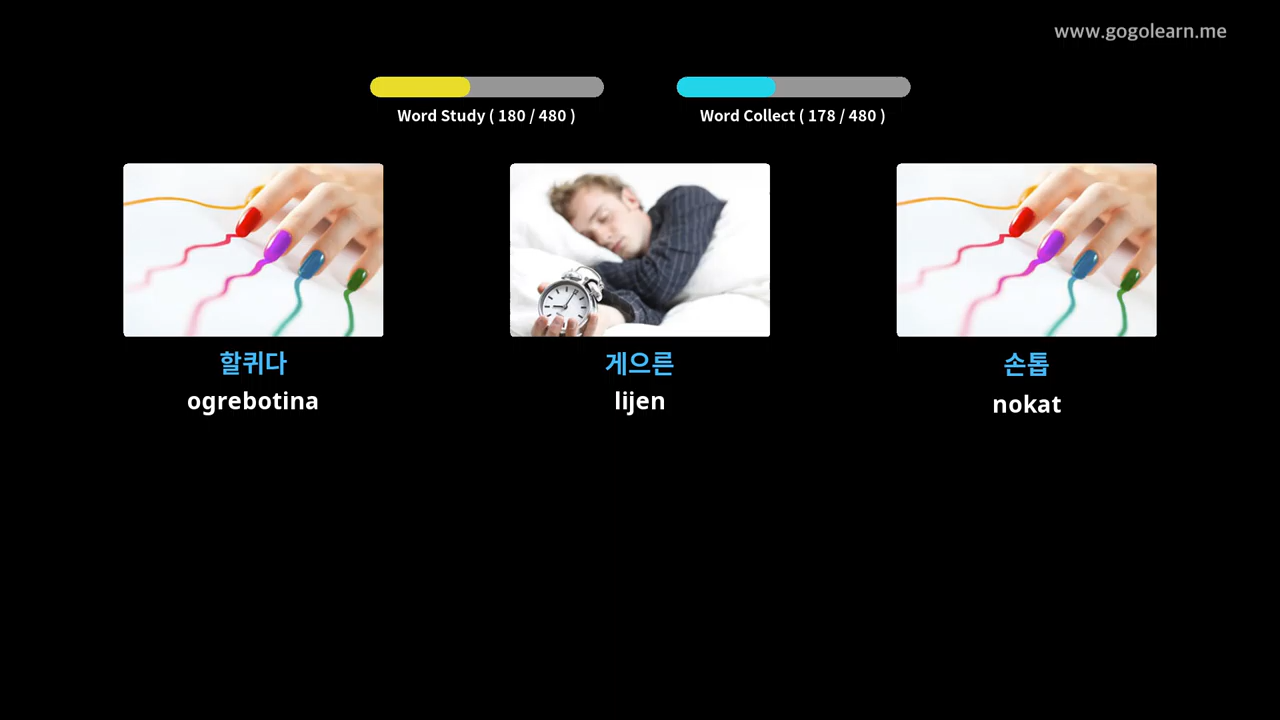 www.gogolearn.me
Word Study ( 180 / 480 )
Word Collect ( 178 / 480 )
할퀴다
ogrebotina
게으른
lijen
손톱
nokat